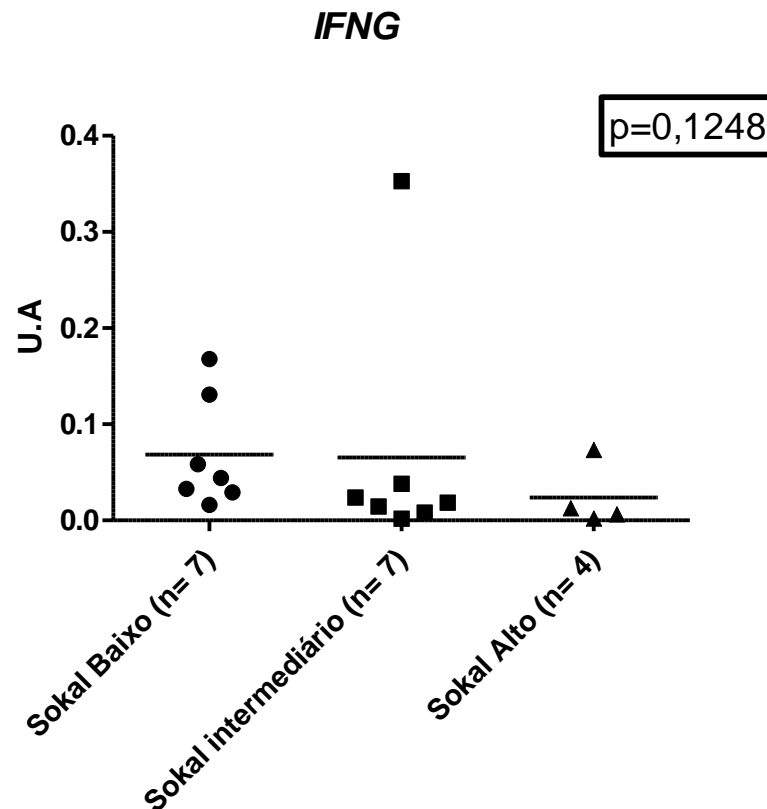 IFNG
p=0,1248
0.4
0.3
0.2
0.1
0.0
U.A
Sokal Baixo (n= 7)
Sokal intermediário (n= 7)
Sokal Alto (n= 4)